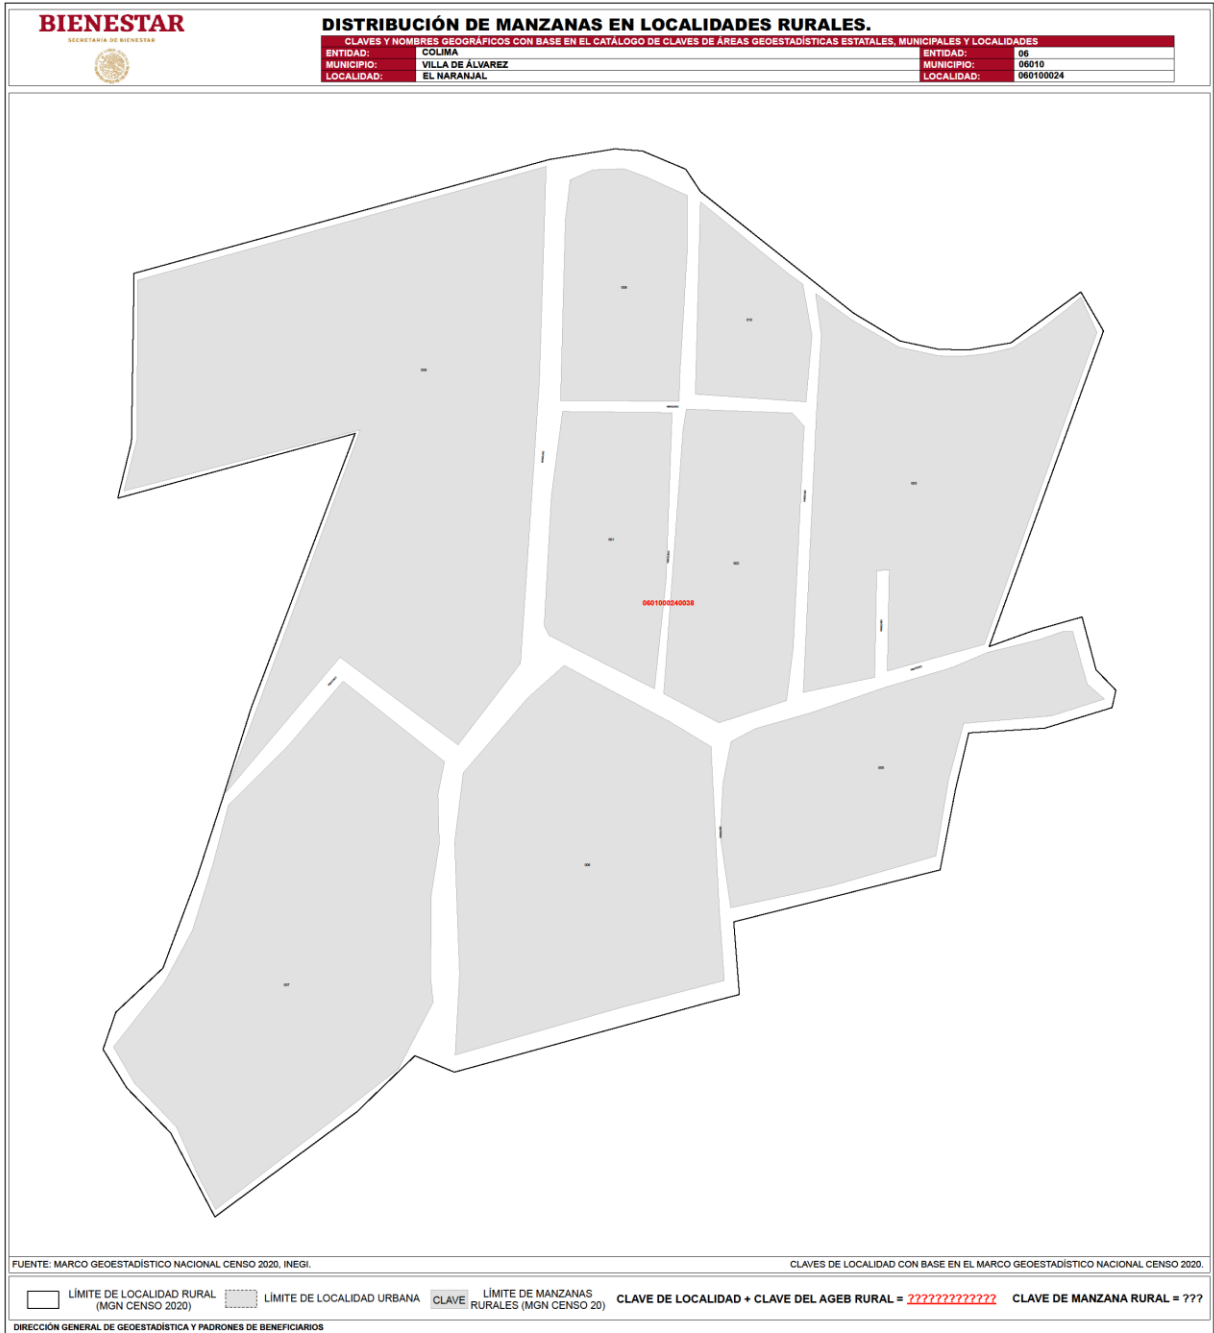 BIENESTAR
SECRETARÍA DE BIENESTAR
DISTRIBUCIÓN DE MANZANAS EN LOCALIDADES RURALES.
CLAVES Y NOMBRES GEOGRÁFICOS CON BASE EN EL CATÁLOGO DE CLAVES DE ÁREAS GEOESTADÍSTICAS ESTATALES, MUNICIPALES Y LOCALIDADES
ENTIDAD: COLIMA ENTIDAD: 06
MUNICIPIO: VILLA DE ÁLVAREZ MUNICIPIO: 06010
LOCALIDAD: EL NARANJAL LOCALIDAD: 060100024
010
001
002
0601000240038
007
FUENTE: MARCO GEOESTADÍSTICO NACIONAL CENSO 2020, INEGI.
CLAVES DE LOCALIDAD CON BASE EN EL MARCO GEOESTADÍSTICO NACIONAL CENSO 2020.
LÍMITE DE LOCALIDAD RURAL
(MGN CENSO 2020)
LÍMITE DE LOCALIDAD URBANA
CLAVE
LÍMITE DE MANZANAS
RURALES (MGN CENSO 20)
CLAVE DE LOCALIDAD + CLAVE DEL AGEB RURAL = ?????????????
CLAVE DE MANZANA RURAL = ???
DIRECCIÓN GENERAL DE GEOESTADÍSTICA Y PADRONES DE BENEFICIARIOS